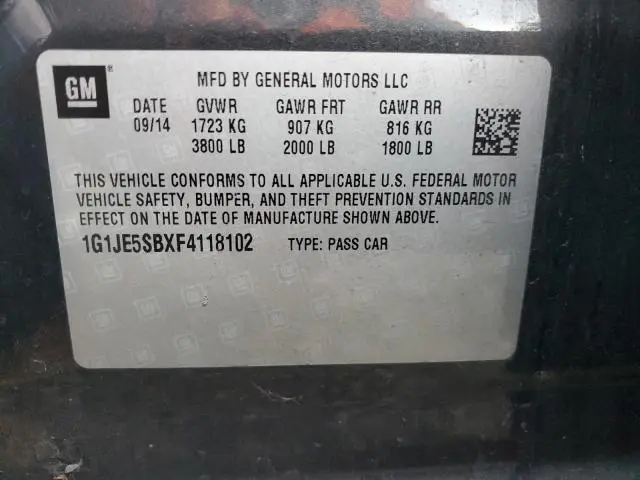 GM
MFD BY GENERAL MOTORS LLC
DATE GVWR GAWR FRT GAWR RR
09/14 1723 KG 907 KG 816 KG
3800 LB 2000 LB 1800 LB
THIS VEHICLE CONFORMS TO ALL APPLICABLE U.S. FEDERAL MOTOR
VEHICLE SAFETY, BUMPER, AND THEFT PREVENTION STANDARDS IN
EFFECT ON THE DATE OF MANUFACTURE SHOWN ABOVE.
1G1JE5SBXF4118102 TYPE: PASS CAR